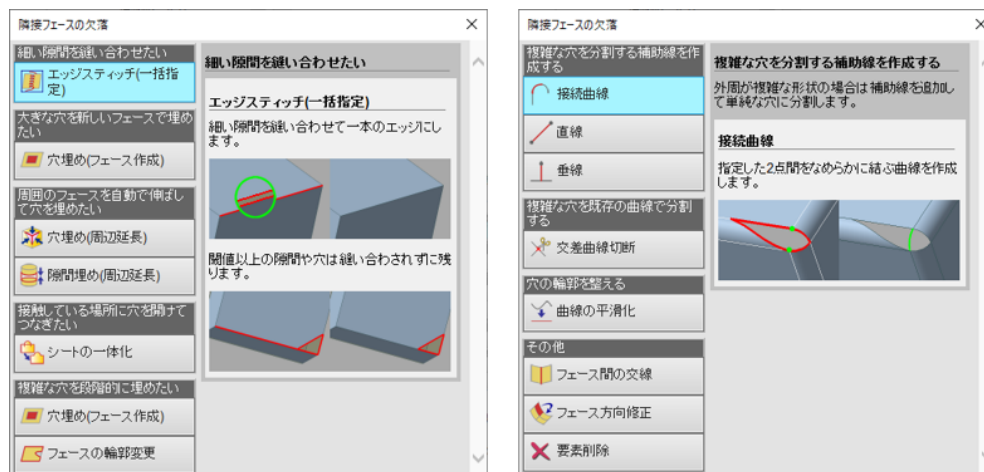 隣接フェースの欠落
細い隙間を縫い合わせたい
エッジスティッチ(一括指
定)
大きな穴を新しいフェースで埋め
たい
穴埋め(フェース作成)
周囲のフェースを自動で伸ばし
て穴を埋めたい
穴埋め(周辺延長)
隙間埋め(周辺延長)
接触している場所に穴を開けて
つなぎたい
シートの一体化
複雑な穴を段階的に埋めたい
穴埋め(フェース作成)
フェースの輪郭変更
細い隙間を縫い合わせたい
エッジスティッチ(一括指定)
細い隙間を縫い合わせて一本のエッジにし
ます。
閾値以上の隙間や穴は縫い合わされずに残
ります。
隣接フェースの欠落
複雑な穴を分割する補助線を作
成する
接続曲線
直線
垂線
複雑な穴を既存の曲線で分割
する
交差曲線切断
穴の輪郭を整える
曲線の平滑化
その他
フェース間の交線
フェース方向修正
要素削除
複雑な穴を分割する補助線を作成する
外周が複雑な形状の場合は補助線を追加し
て単純な穴に分割します。
接続曲線
指定した2点間をなめらかに結ぶ曲線を作成
します。